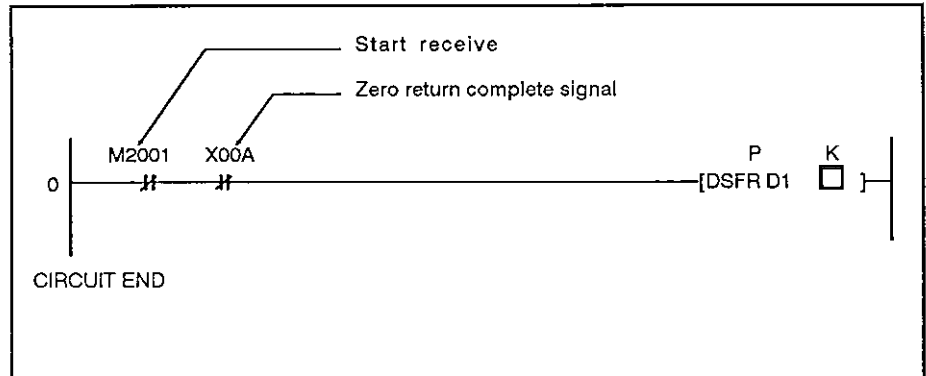 Start receive
Zero return complete signal
M2001 X00A P K
0 [DSFR D1 □ ]
CIRCUIT END